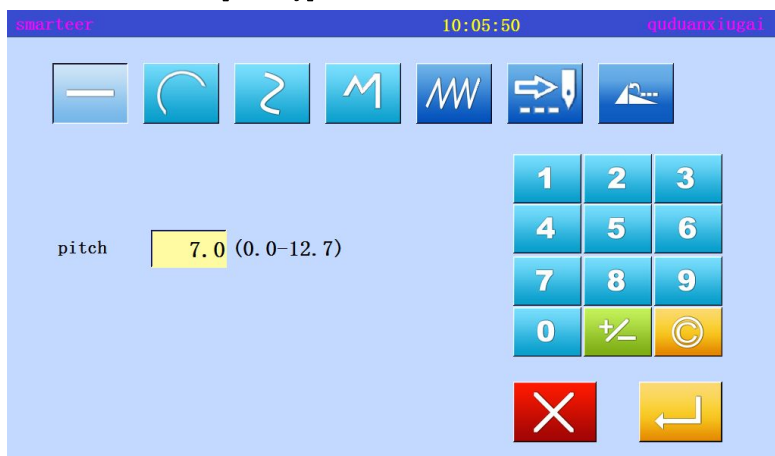 smarteer 10:05:50 quduanxiugai
1 2 3
4 5 6
pitch 7.0 (0.0-12.7)
7 8 9
0 +/- ©